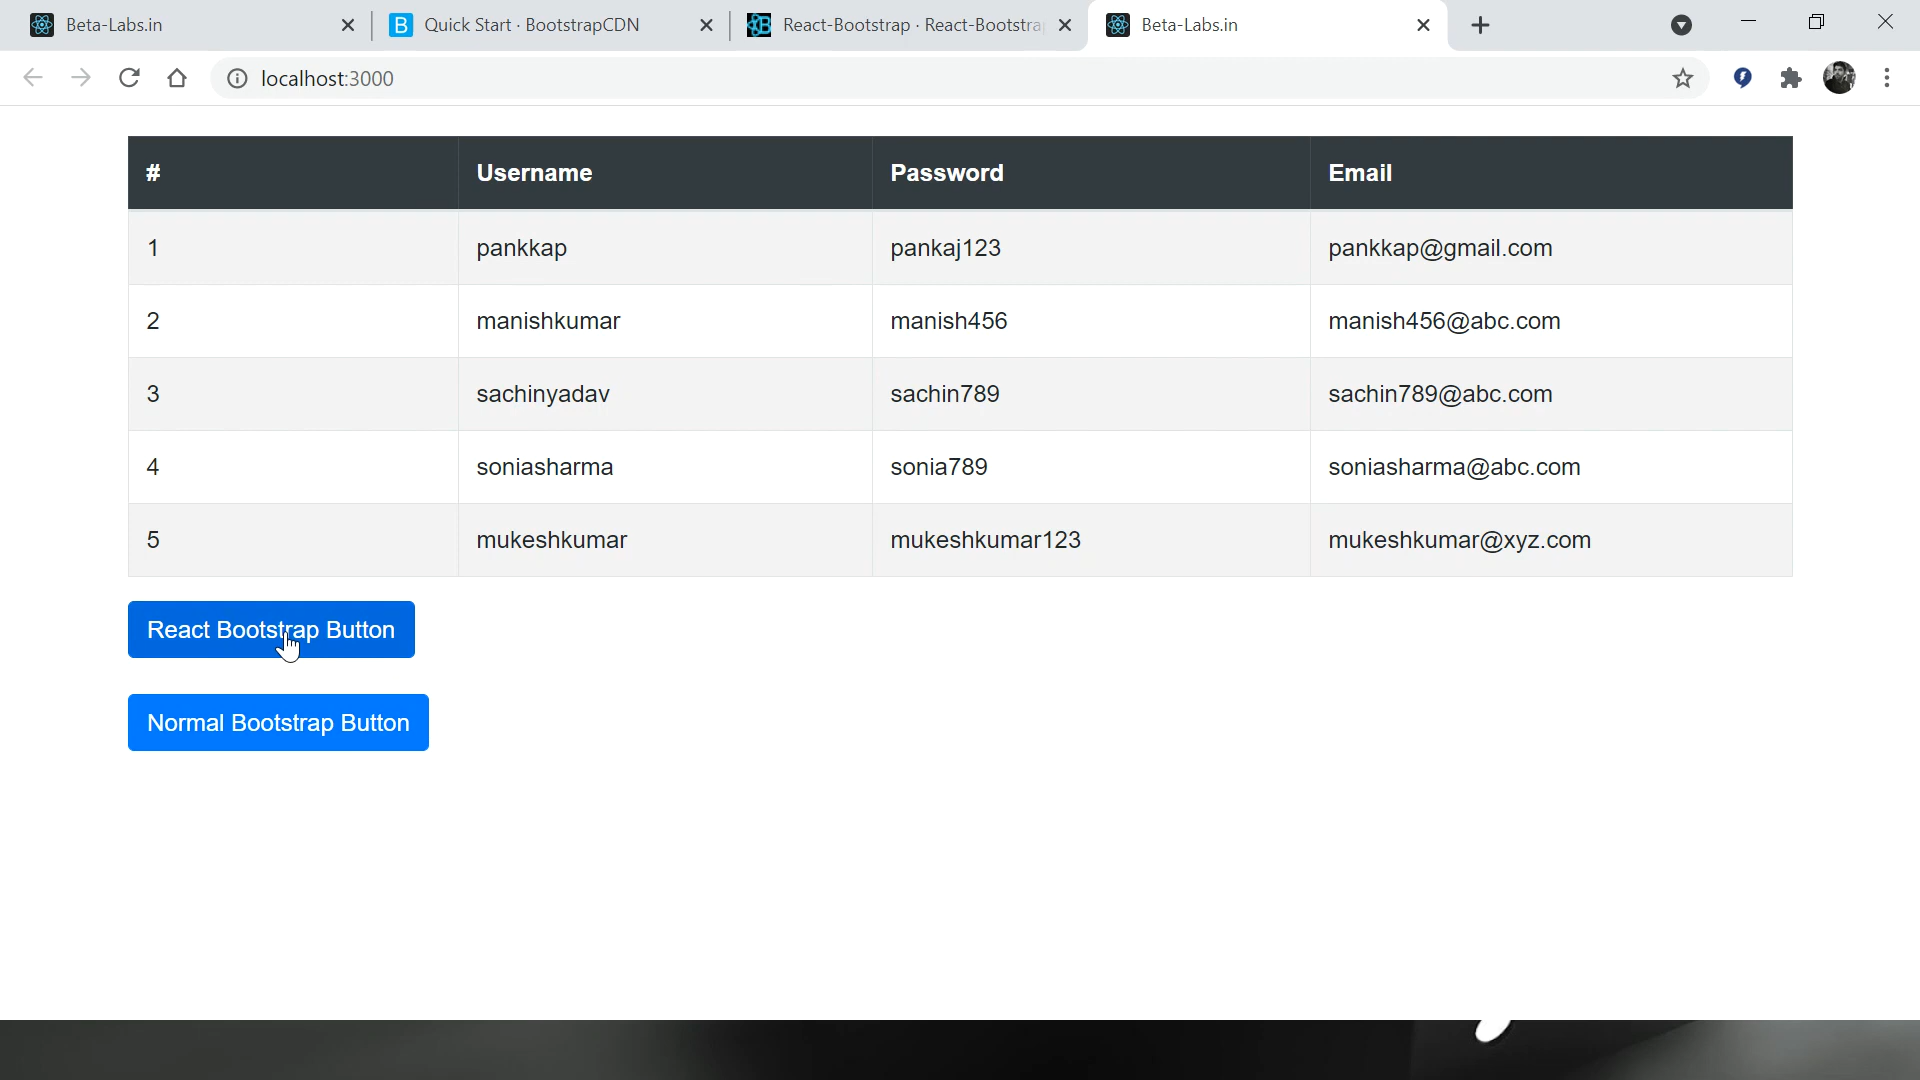 Beta-Labs.in
Quick Start · BootstrapCDN
React-Bootstrap · React-Bootstra
Beta-Labs.in
localhost:3000
# Username Password Email
1 pankkap pankaj123 pankkap@gmail.com
2 manishkumar manish456 manish456@abc.com
3 sachinyadav sachin789 sachin789@abc.com
4 soniasharma sonia789 soniasharma@abc.com
5 mukeshkumar mukeshkumar123 mukeshkumar@xyz.com
React Bootstrap Button
Normal Bootstrap Button